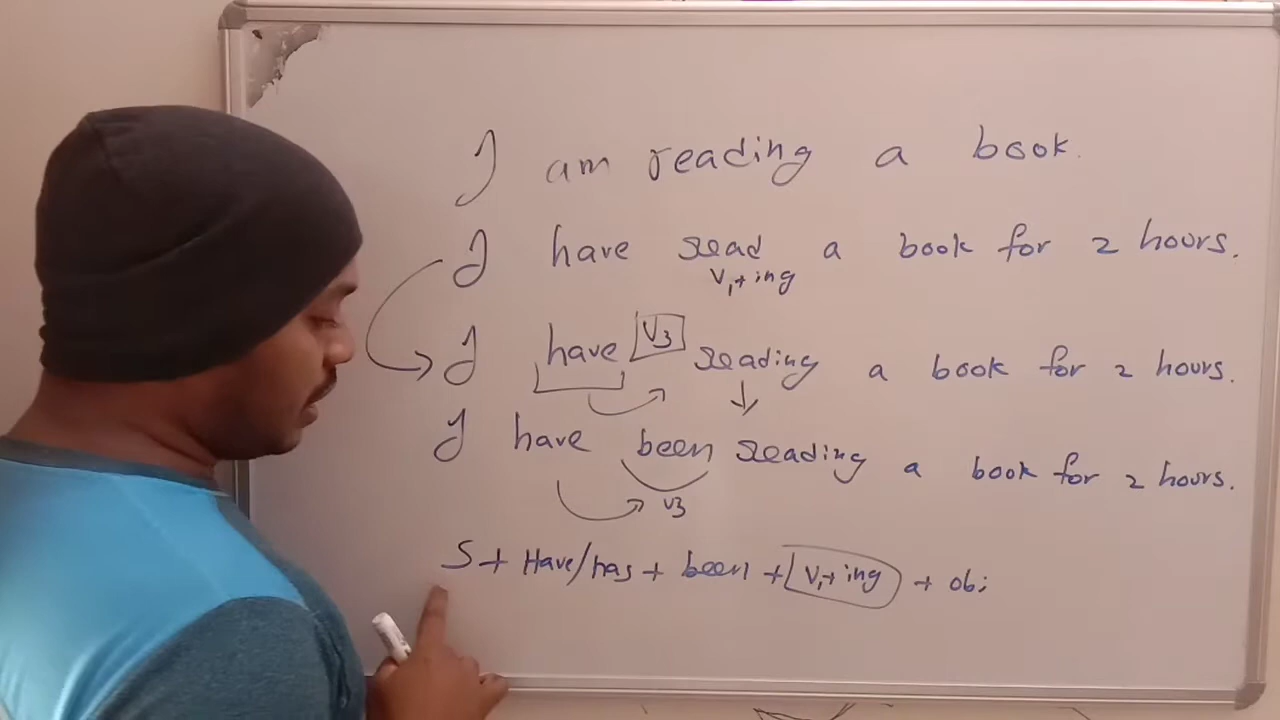 I am reading a book.
I have read a book for 2 hours.
V1+ing
I have V3 reading a book for 2 hours.
I have been reading a book for 2 hours.
V3
S + Have/has + been + V1+ing + obj